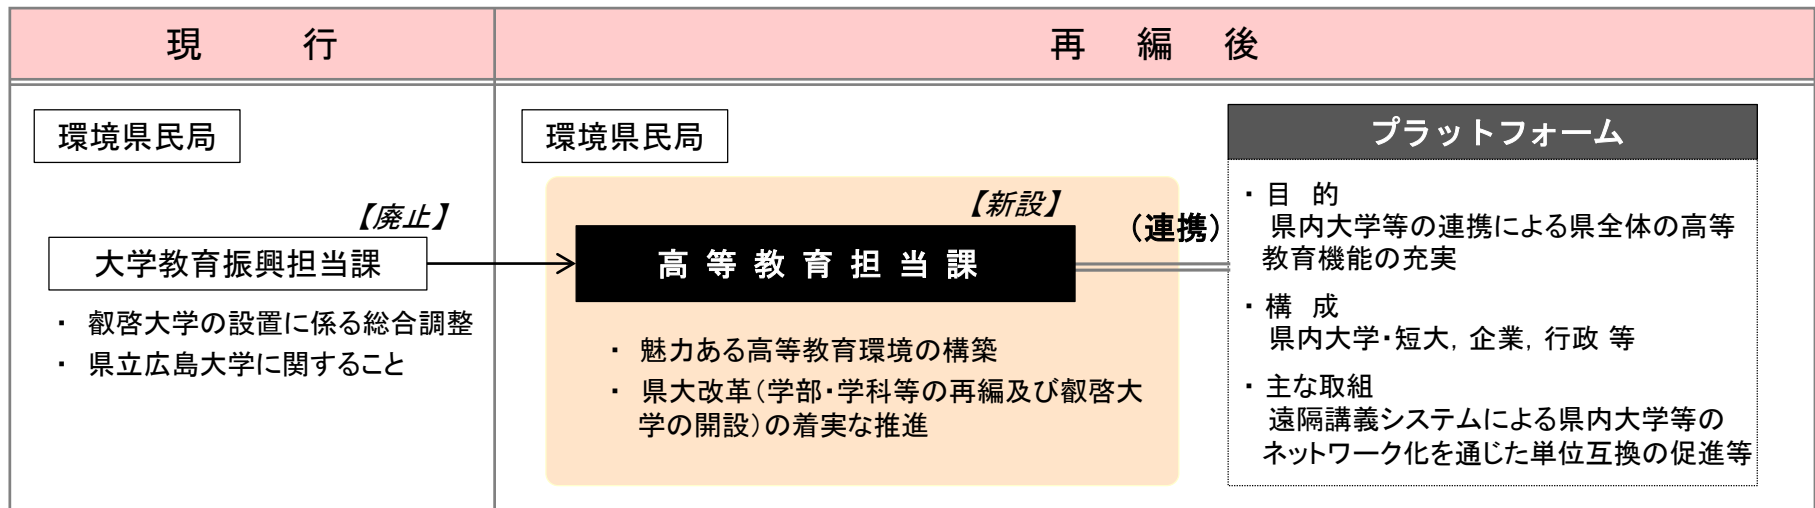 現　　　行
再　編　後
環境県民局
【廃止】
大学教育振興担当課
・ 叡啓大学の設置に係る総合調整
・ 県立広島大学に関すること
環境県民局
【新設】
高等教育担当課
・ 魅力ある高等教育環境の構築
・ 県大改革（学部・学科等の再編及び叡啓大
学の開設）の着実な推進
（連携）
プラットフォーム
・目　的
県内大学等の連携による県全体の高等
教育機能の充実
・構　成
県内大学・短大，企業，行政 等
・主な取組
遠隔講義システムによる県内大学等の
ネットワーク化を通じた単位互換の促進等